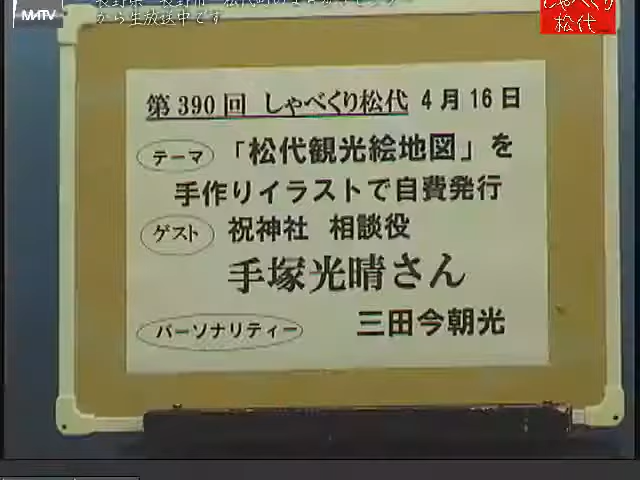 MATV
から生放送中です
しゃべくり
松代
第390回 しゃべくり松代 4月16日
テーマ 「松代観光絵地図」を
手作りイラストで自費発行
ゲスト 祝神社 相談役
手塚光晴さん
パーソナリティー 三田今朝光